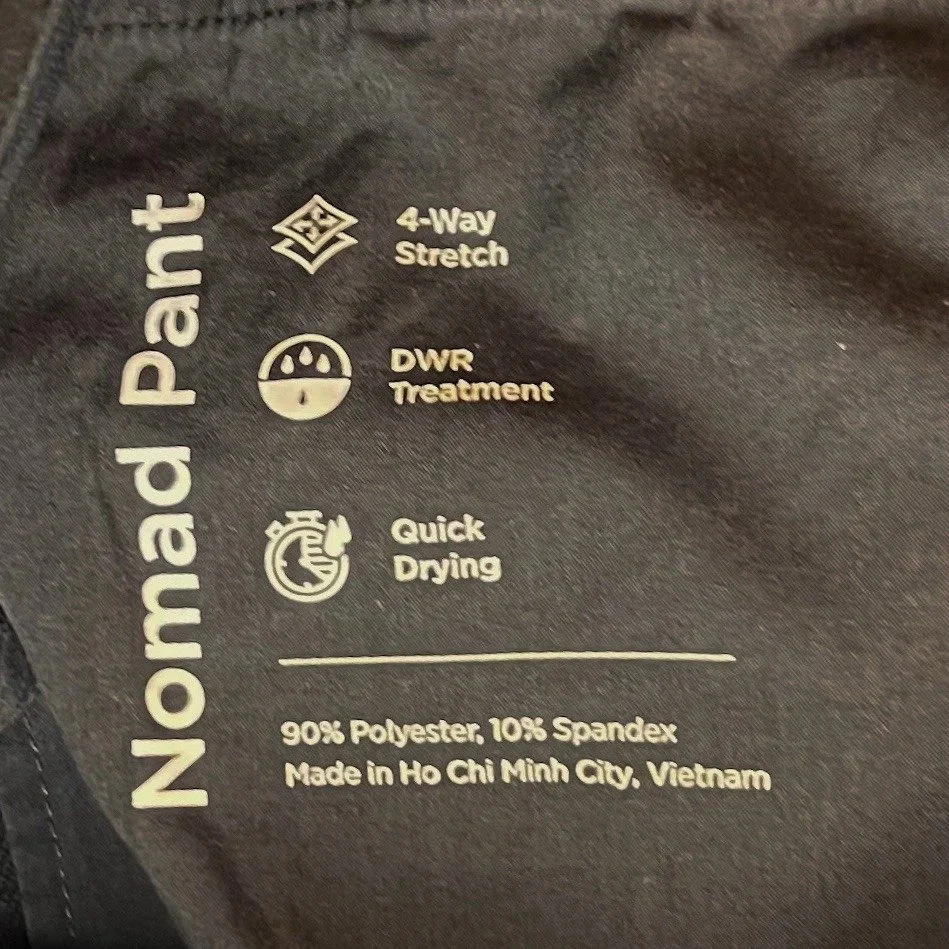 Nomad Pant
4-Way
Stretch
DWR
Treatment
Quick
Drying
90% Polyester, 10% Spandex
Made in Ho Chi Minh City, Vietnam